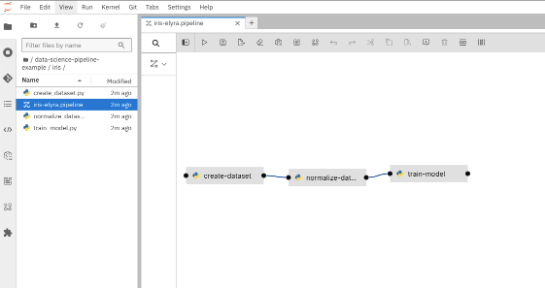 File Edit View Run Kernel Git Tabs Settings Help
iris-elyra.pipeline
Filter files by name
/ data-science-pipeline-
example / iris /
Name Modified
create_dataset.py 2m ago
iris-elyra.pipeline 2m ago
normalize_datas... 2m ago
train_model.py 2m ago
create-dataset
normalize-dat...
train-model